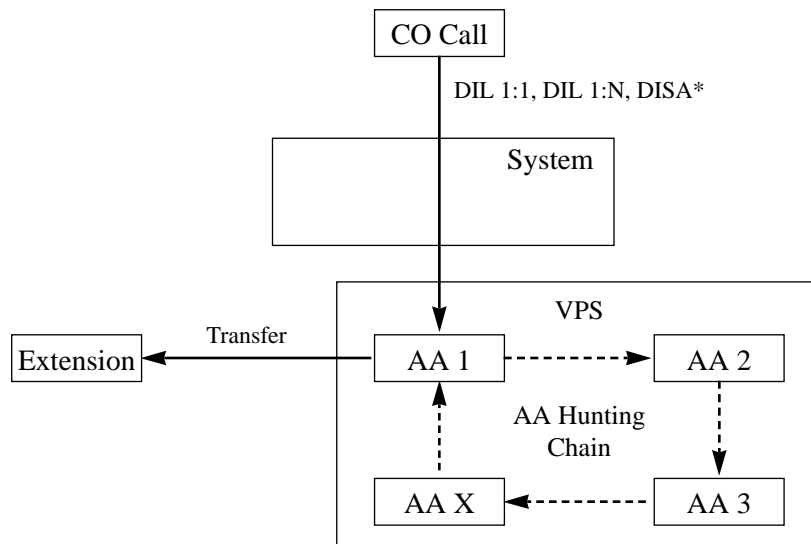 CO Call
DIL 1:1, DIL 1:N, DISA*
System
VPS
Transfer
Extension
AA 1
AA 2
AA Hunting
Chain
AA X
AA 3